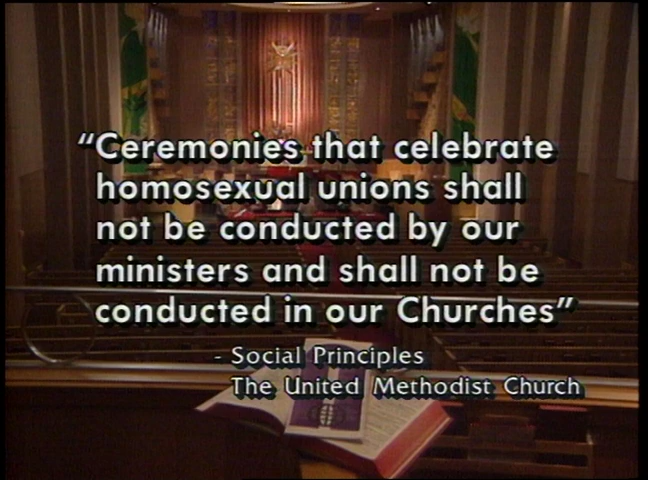 “Ceremonies that celebrate
homosexual unions shall
not be conducted by our
ministers and shall not be
conducted in our Churches”
- Social Principles
The United Methodist Church